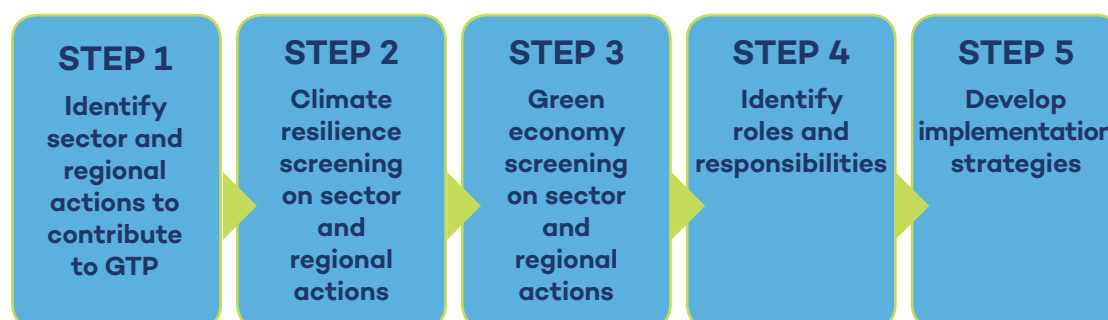 STEP 1
Identify
sector and
regional
actions to
contribute
to GTP
STEP 2
Climate
resilience
screening
on sector
and
regional
actions
STEP 3
Green
economy
screening
on sector
and
regional
actions
STEP 4
Identify
roles and
responsibilities
STEP 5
Develop
implementation
strategies